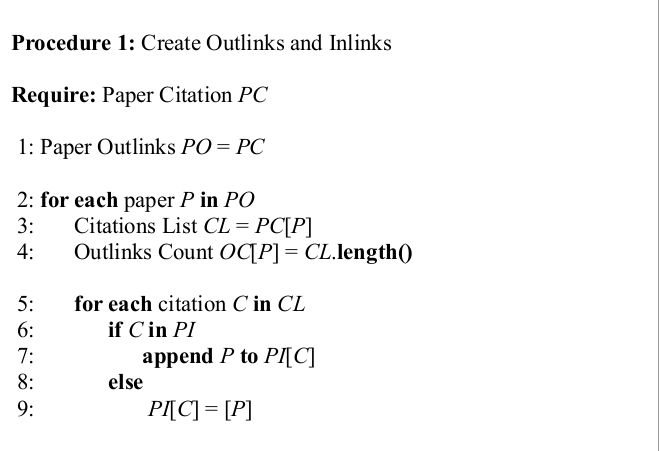 Procedure 1: Create Outlinks and Inlinks
Require: Paper Citation PC
1: Paper Outlinks PO = PC
2: for each paper P in PO
3: Citations List CL = PC[P]
4: Outlinks Count OC[P] = CL.length()
5: for each citation C in CL
6: if C in PI
7: append P to PI[C]
8: else
9: PI[C] = [P]